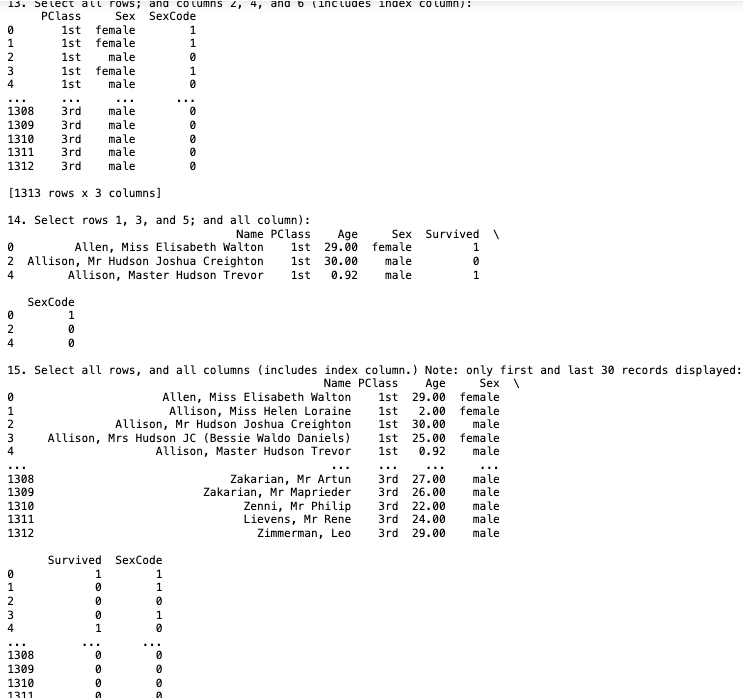 13. Select all rows; and columns 2, 4, and 6 (includes index column):
     PClass     Sex  SexCode
0       1st  female        1
1       1st  female        1
2       1st    male        0
3       1st  female        1
4       1st    male        0
...     ...     ...      ...
1308    3rd    male        0
1309    3rd    male        0
1310    3rd    male        0
1311    3rd    male        0
1312    3rd    male        0
[1313 rows x 3 columns]
14. Select rows 1, 3, and 5; and all column):
                                  Name PClass    Age     Sex  Survived  \
0         Allen, Miss Elisabeth Walton    1st  29.00  female         1
2  Allison, Mr Hudson Joshua Creighton    1st  30.00    male         0
4        Allison, Master Hudson Trevor    1st   0.92    male         1
   SexCode
0        1
2        0
4        0
15. Select all rows, and all columns (includes index column.) Note: only first and last 30 records displayed:
                                               Name PClass    Age     Sex  \
0                      Allen, Miss Elisabeth Walton    1st  29.00  female
1                       Allison, Miss Helen Loraine    1st   2.00  female
2               Allison, Mr Hudson Joshua Creighton    1st  30.00    male
3     Allison, Mrs Hudson JC (Bessie Waldo Daniels)    1st  25.00  female
4                     Allison, Master Hudson Trevor    1st   0.92    male
...                                             ...    ...    ...     ...
1308                             Zakarian, Mr Artun    3rd  27.00    male
1309                         Zakarian, Mr Maprieder    3rd  26.00    male
1310                               Zenni, Mr Philip    3rd  22.00    male
1311                               Lievens, Mr Rene    3rd  24.00    male
1312                                 Zimmerman, Leo    3rd  29.00    male
      Survived  SexCode
0            1        1
1            0        1
2            0        0
3            0        1
4            1        0
...        ...      ...
1308         0        0
1309         0        0
1310         0        0
1311         0        0